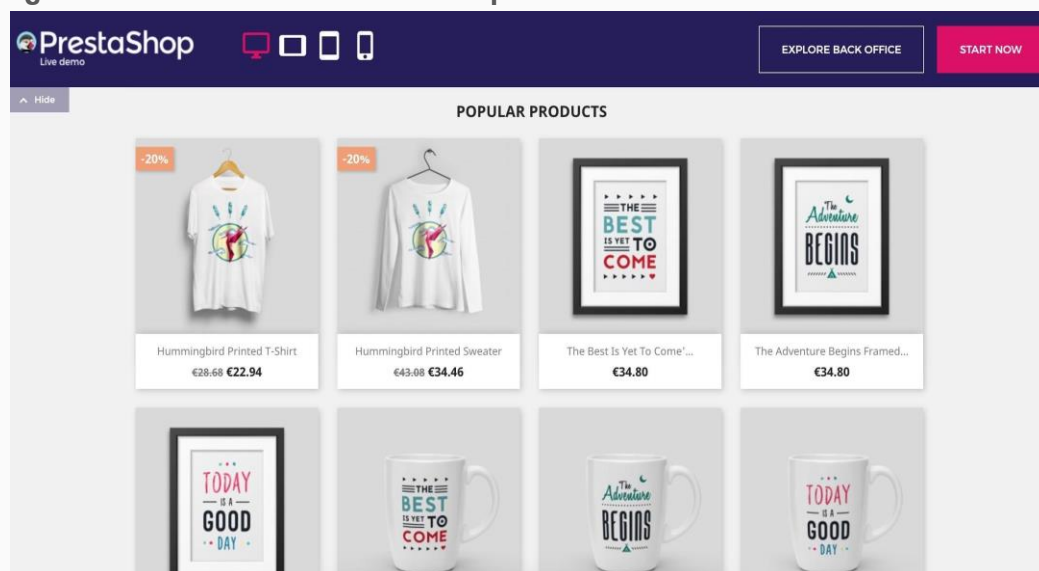 PrestaShop
Live demo
EXPLORE BACK OFFICE
START NOW
Hide
POPULAR PRODUCTS
-20%
-20%
THE
BEST
IS YET TO
COME
The
Adventure
BEGINS
Hummingbird Printed T-Shirt
Hummingbird Printed Sweater
The Best Is Yet To Come'...
The Adventure Begins Framed...
€28.68 €22.94
€43.08 €34.46
€34.80
€34.80
TODAY
IS A
GOOD
DAY
THE
BEST
IS YET TO
COME
The
Adventure
BEGINS
TODAY
IS A
GOOD
DAY